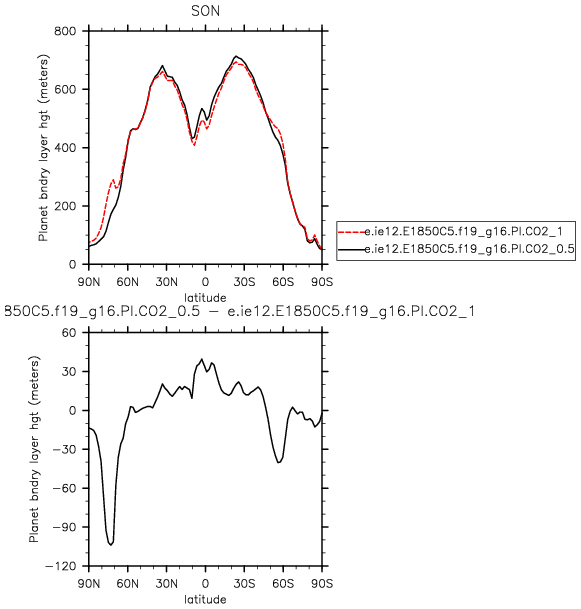 SON
Planet bndry layer hgt (meters)
800
600
400
200
0
90N 60N 30N 0 30S 60S 90S
latitude
e.ie12.E1850C5.f19_g16.PI.CO2_1
e.ie12.E1850C5.f19_g16.PI.CO2_0.5
850C5.f19_g16.PI.CO2_0.5 − e.ie12.E1850C5.f19_g16.PI.CO2_1
Planet bndry layer hgt (meters)
60
30
0
−30
−60
−90
−120
90N 60N 30N 0 30S 60S 90S
latitude